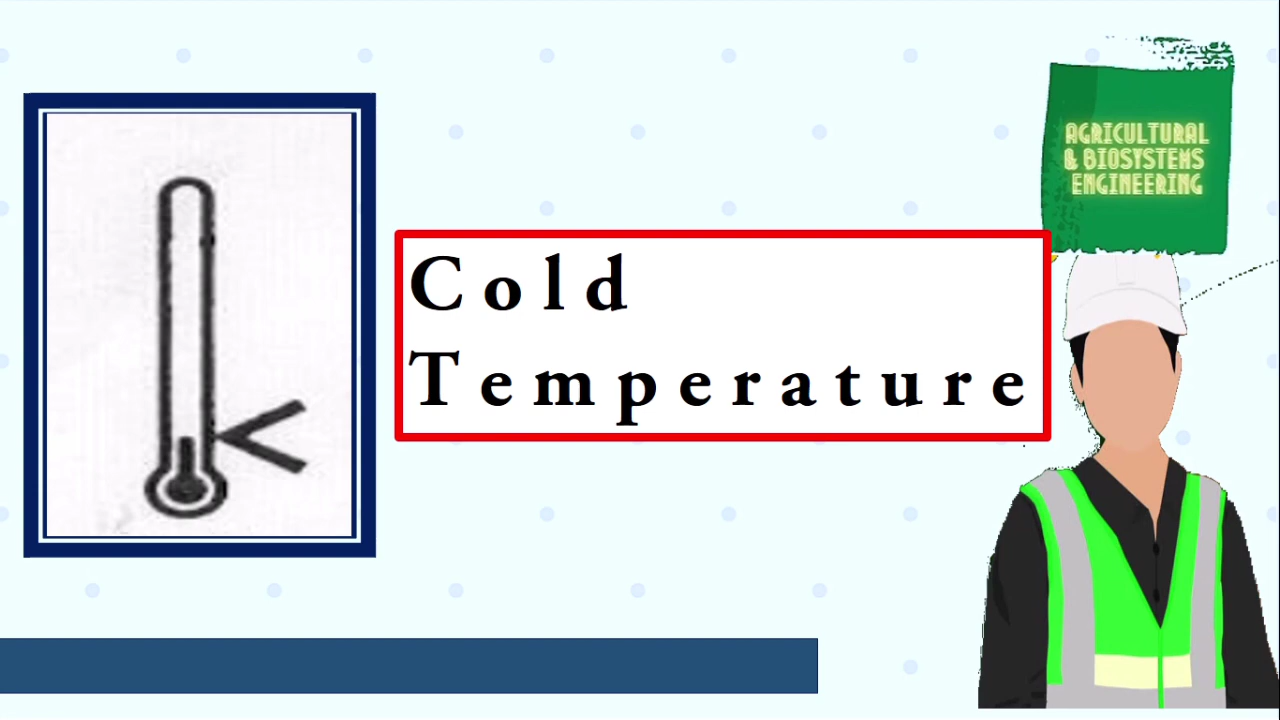 Cold
Temperature
AGRICULTURAL
& BIOSYSTEMS
ENGINEERING